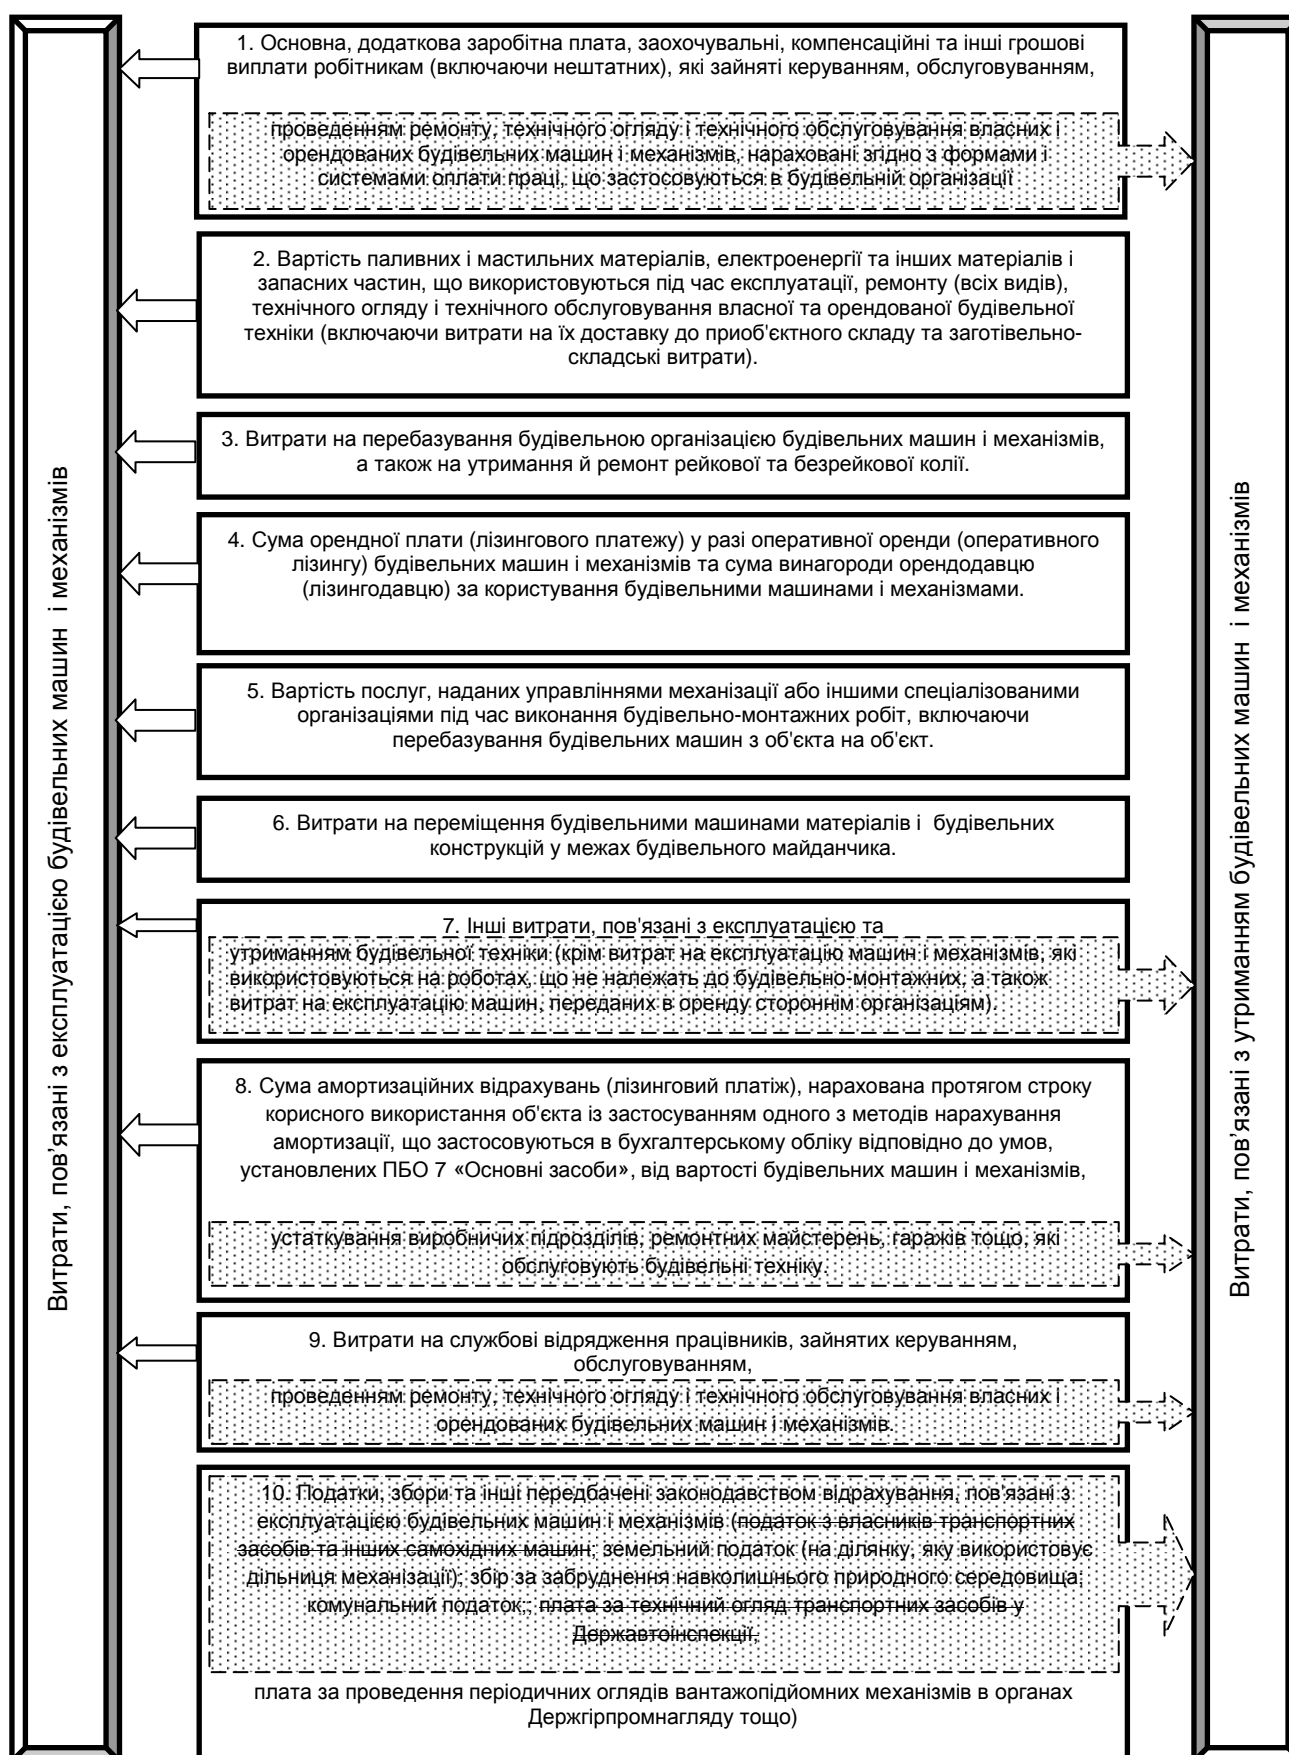 Витрати, пов’язані з експлуатацією будівельних машин і механізмів
1. Основна, додаткова заробітна плата, заохочувальні, компенсаційні та інші грошові
виплати робітникам (включаючи нештатних), які зайняті керуванням, обслуговуванням,
проведенням ремонту, технічного огляду і технічного обслуговування власних і
орендованих будівельних машин і механізмів, нараховані згідно з формами і
системами оплати праці, що застосовуються в будівельній організації
2. Вартість паливних і мастильних матеріалів, електроенергії та інших матеріалів і
запасних частин, що використовуються під час експлуатації, ремонту (всіх видів),
технічного огляду і технічного обслуговування власної та орендованої будівельної
техніки (включаючи витрати на їх доставку до приоб'єктного складу та заготівельно-
складські витрати).
3. Витрати на перебазування будівельною організацією будівельних машин і механізмів,
а також на утримання й ремонт рейкової та безрейкової колії.
4. Сума орендної плати (лізингового платежу) у разі оперативної оренди (оперативного
лізингу) будівельних машин і механізмів та сума винагороди орендодавцю
(лізингодавцю) за користування будівельними машинами і механізмами.
5. Вартість послуг, наданих управліннями механізації або іншими спеціалізованими
організаціями під час виконання будівельно-монтажних робіт, включаючи
перебазування будівельних машин з об'єкта на об'єкт.
6. Витрати на переміщення будівельними машинами матеріалів і будівельних
конструкцій у межах будівельного майданчика.
7. Інші витрати, пов'язані з експлуатацією та
утриманням будівельної техніки (крім витрат на експлуатацію машин і механізмів, які
використовуються на роботах, що не належать до будівельно-монтажних, а також
витрат на експлуатацію машин, переданих в оренду стороннім організаціям).
8. Сума амортизаційних відрахувань (лізинговий платіж), нарахована протягом строку
корисного використання об'єкта із застосуванням одного з методів нарахування
амортизації, що застосовуються в бухгалтерському обліку відповідно до умов,
установлених ПБО 7 «Основні засоби», від вартості будівельних машин і механізмів,
устаткування виробничих підрозділів, ремонтних майстерень, гаражів тощо, які
обслуговують будівельні техніку.
9. Витрати на службові відрядження працівників, зайнятих керуванням,
обслуговуванням,
проведенням ремонту, технічного огляду і технічного обслуговування власних і
орендованих будівельних машин і механізмів.
10. Податки, збори та інші передбачені законодавством відрахування, пов'язані з
експлуатацією будівельних машин і механізмів (податок з власників транспортних
засобів та інших самохідних машин; земельний податок (на ділянку, яку використовує
дільниця механізації); збір за забруднення навколишнього природного середовища;
комунальний податок;; плата за технічний огляд транспортних засобів у
Державтоінспекції,
плата за проведення періодичних оглядів вантажопідйомних механізмів в органах
Держгірпромнагляду тощо)
Витрати, пов’язані з утриманням будівельних машин і механізмів